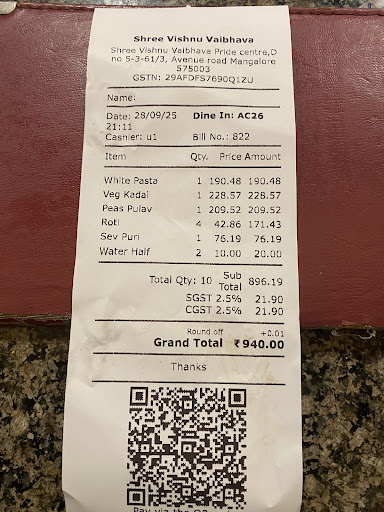 Shree Vishnu Vaibhava
Shree Vishnu Vaibhava Pride centre,D
no 5-3-61/3, Avenue road Mangalore
575003
GSTN: 29AFDFS7690Q1ZU
Name:
Date: 28/09/25 Dine In: AC26
21:11
Cashier: u1 Bill No.: 822
Item Qty. Price Amount
White Pasta 1 190.48 190.48
Veg Kadai 1 228.57 228.57
Peas Pulav 1 209.52 209.52
Roti 4 42.86 171.43
Sev Puri 1 76.19 76.19
Water Half 2 10.00 20.00
Total Qty: 10 Sub Total 896.19
SGST 2.5% 21.90
CGST 2.5% 21.90
Round off +0.01
Grand Total ₹940.00
Thanks
Pay via the QR